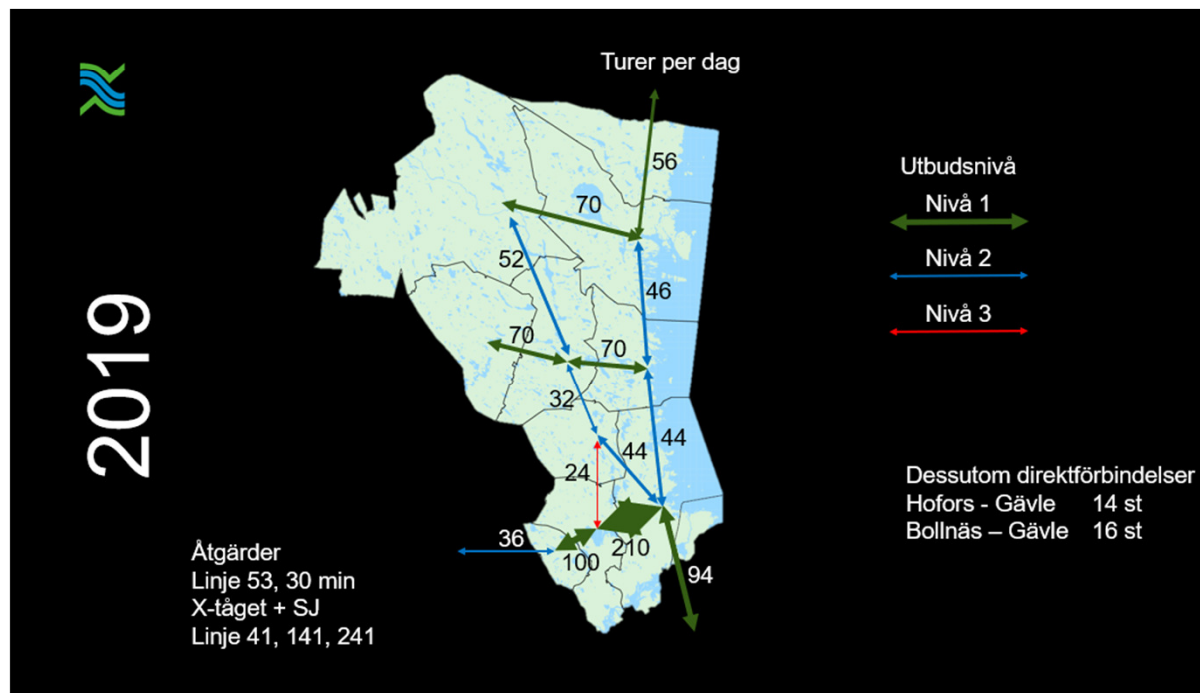 Turer per dag
56
70
52
46
70
70
32
44
44
24
36
100
210
94
2019
Utbudsnivå
Nivå 1
Nivå 2
Nivå 3
Dessutom direktförbindelser
Hofors - Gävle 14 st
Bollnäs – Gävle 16 st
Åtgärder
Linje 53, 30 min
X-tåget + SJ
Linje 41, 141, 241